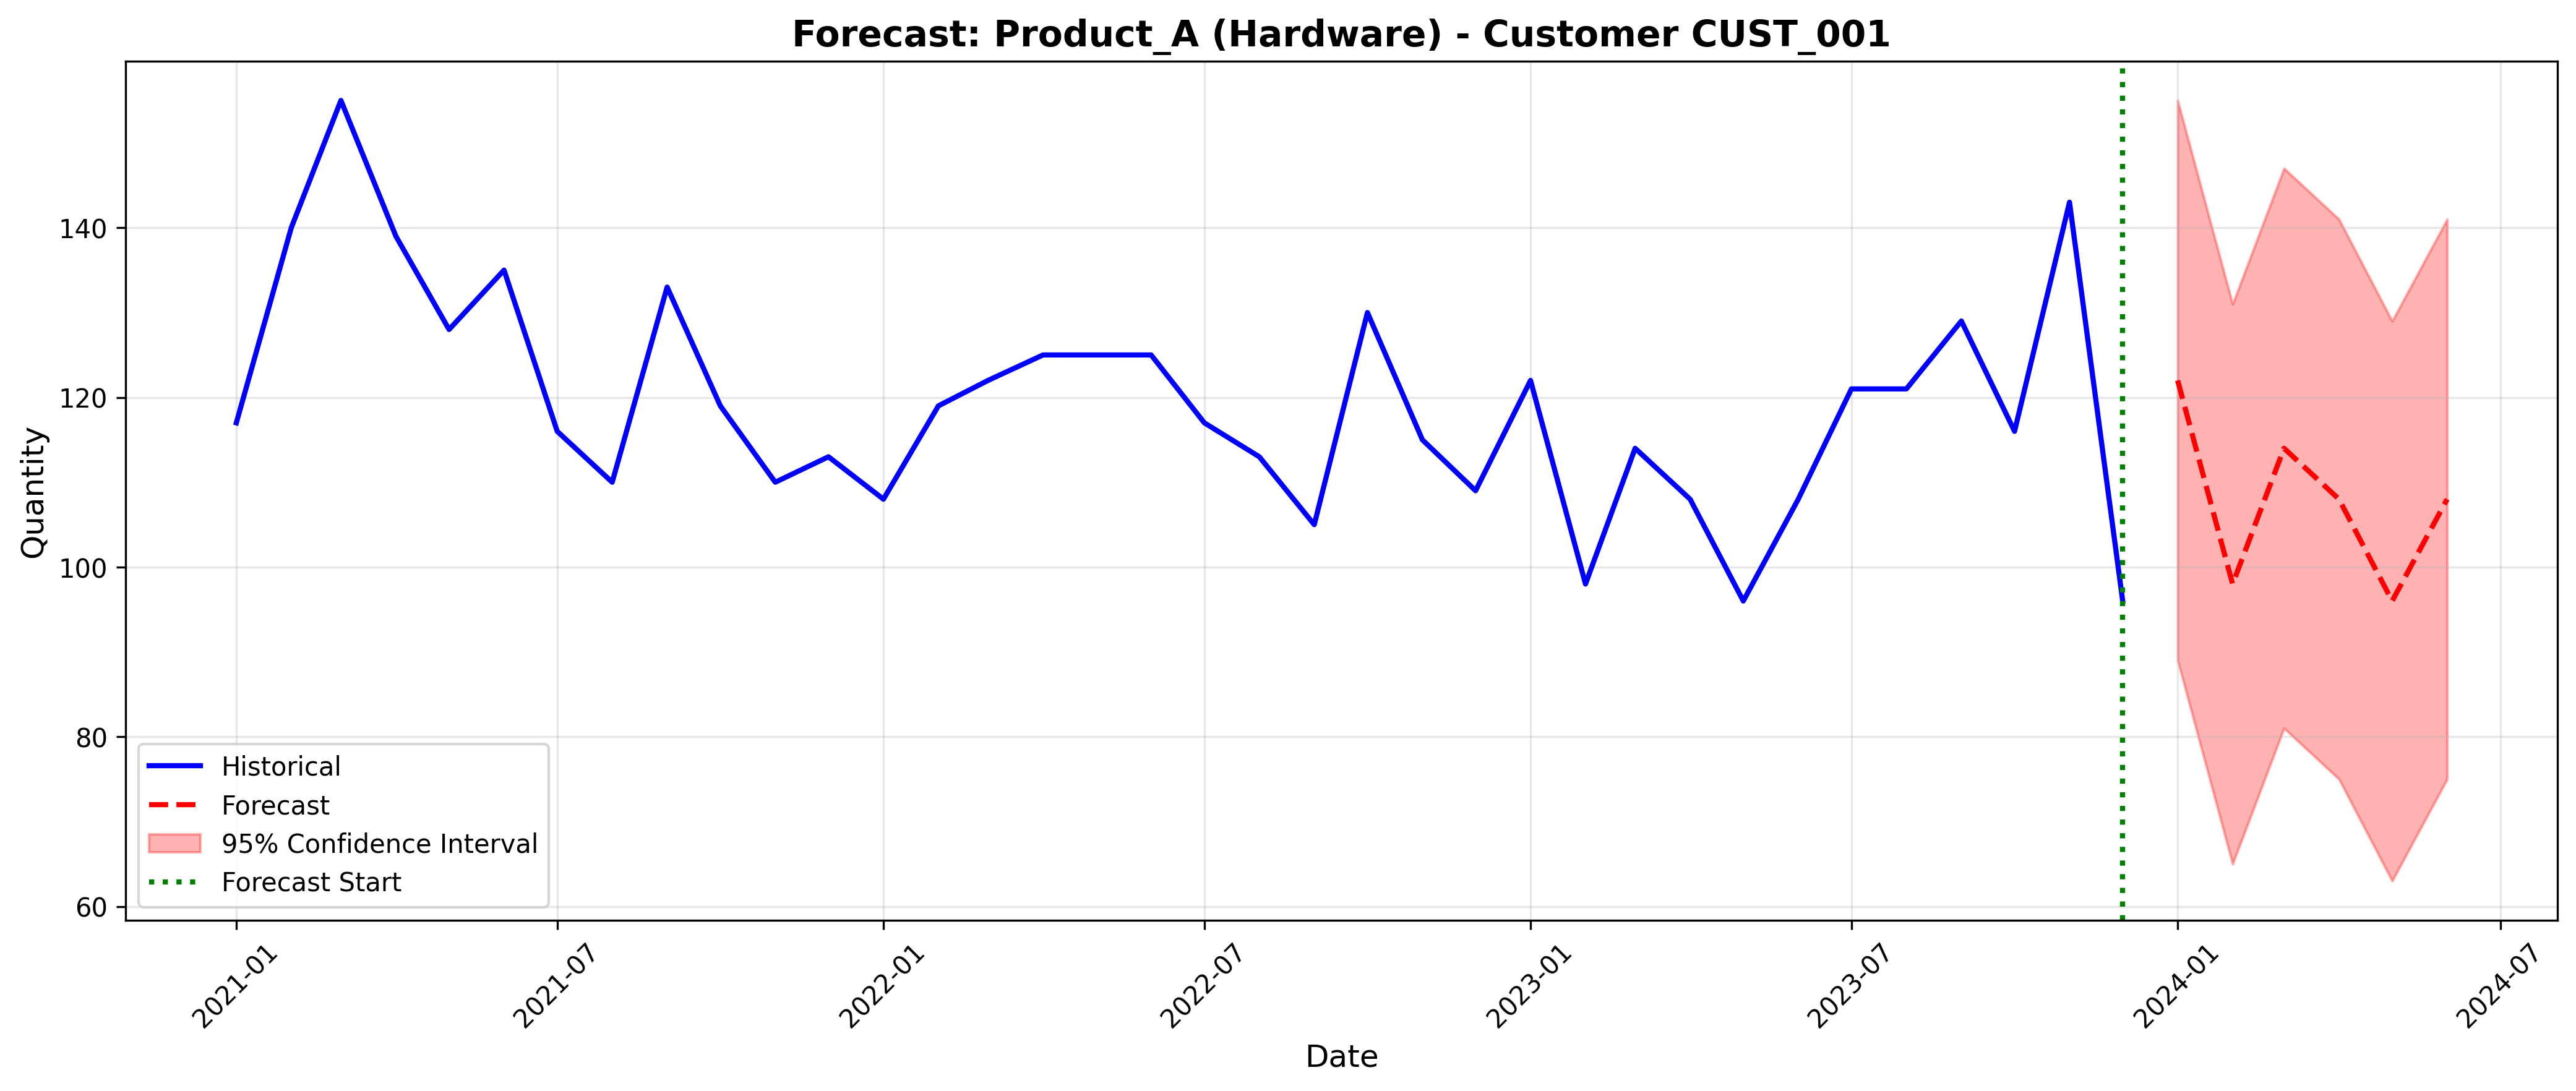 Forecast: Product_A (Hardware) - Customer CUST_001
Quantity
140
120
100
80
60
Historical
Forecast
95% Confidence Interval
Forecast Start
2021-01
2021-07
2022-01
2022-07
2023-01
2023-07
2024-01
2024-07
Date